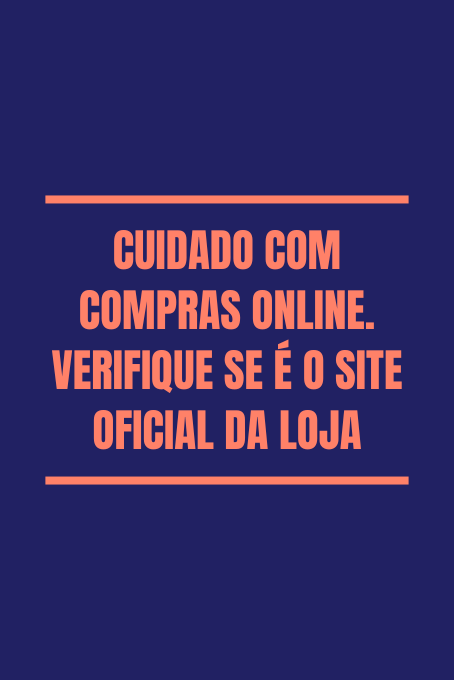 CUIDADO COM
COMPRAS ONLINE.
VERIFIQUE SE É O SITE
OFICIAL DA LOJA